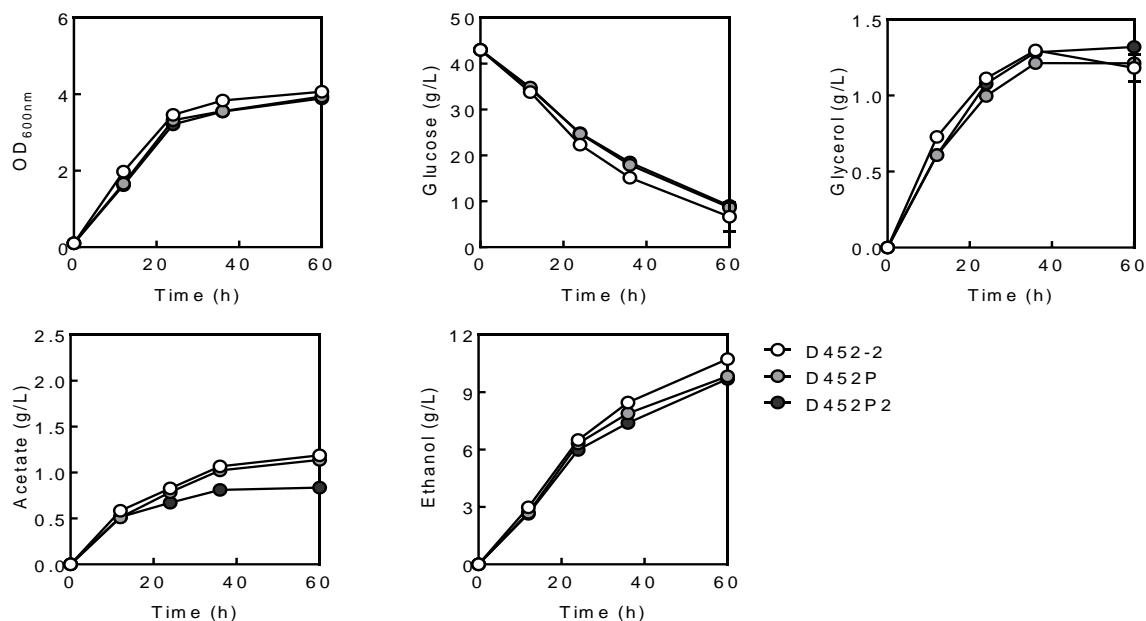 OD600nm
6
4
2
0
0 20 40 60
Time (h)
Glucose (g/L)
50
40
30
20
10
0
0 20 40 60
Time (h)
Glycerol (g/L)
1.5
1.0
0.5
0.0
0 20 40 60
Time (h)
Acetate (g/L)
2.5
2.0
1.5
1.0
0.5
0.0
0 20 40 60
Time (h)
Ethanol (g/L)
12
9
6
3
0
0 20 40 60
Time (h)
D452-2
D452P
D452P2